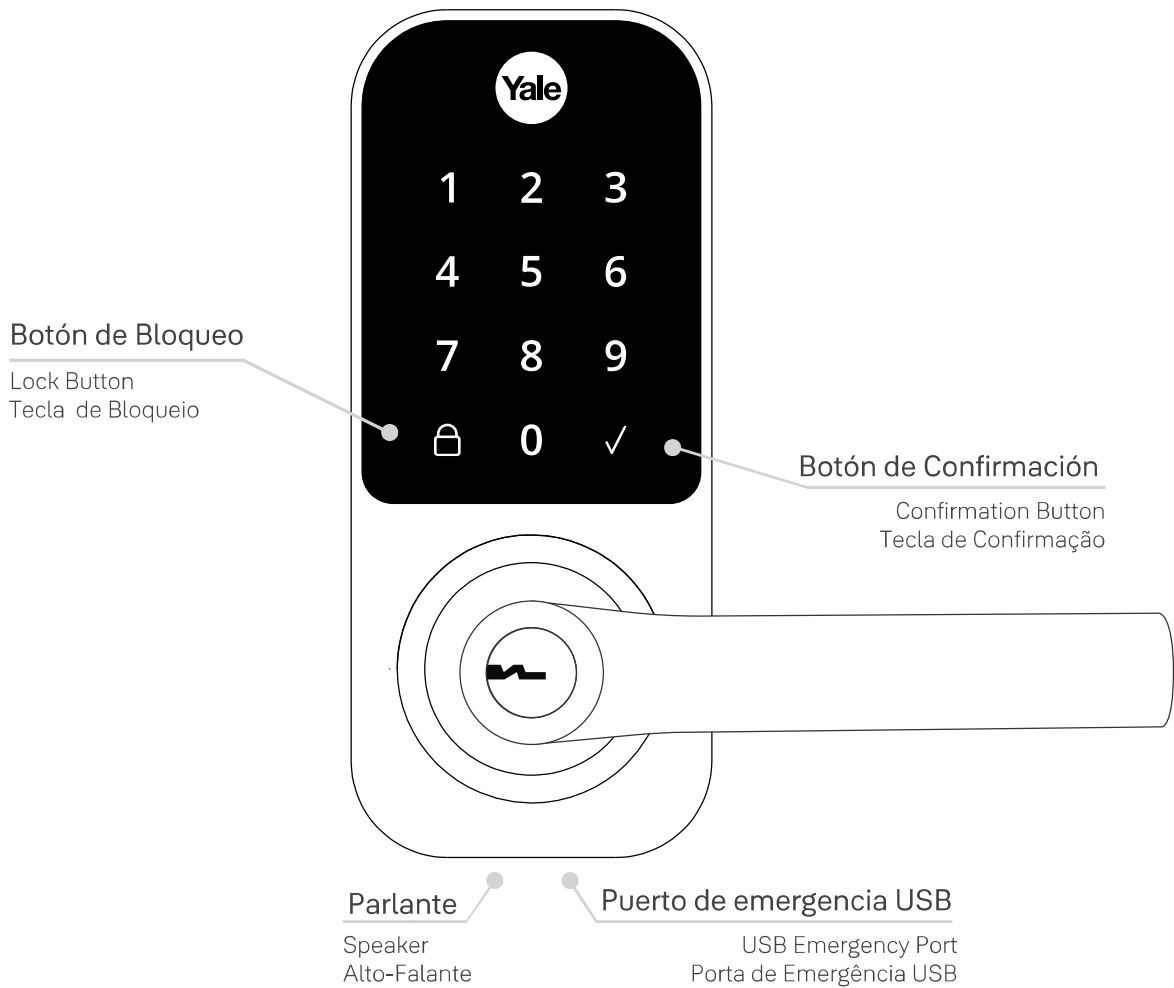 Yale
1 2 3
4 5 6
7 8 9
0 ✓
Botón de Bloqueo
Lock Button
Tecla de Bloqueio
Botón de Confirmación
Confirmation Button
Tecla de Confirmação
Parlante
Speaker
Alto-Falante
Puerto de emergencia USB
USB Emergency Port
Porta de Emergência USB